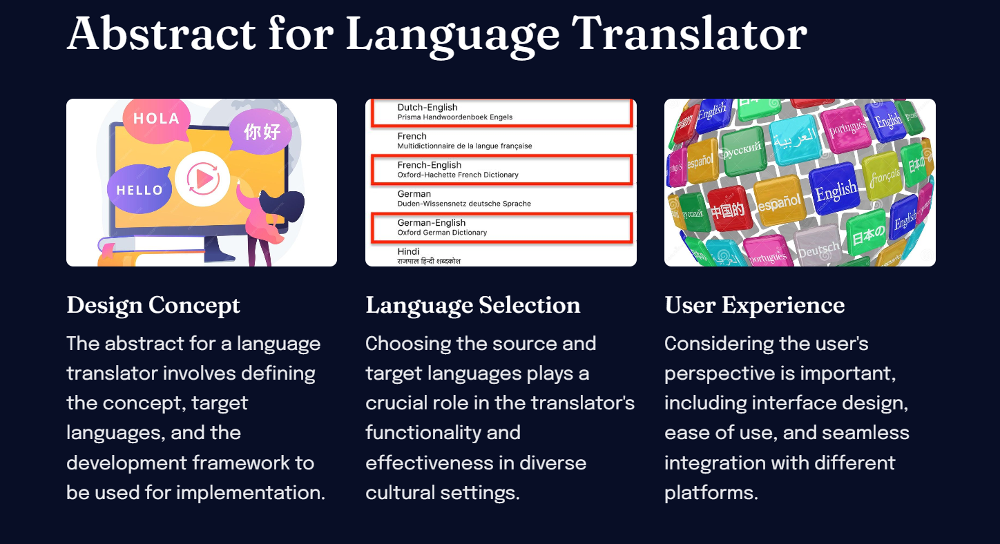 Abstract for Language Translator
HOLA
你好
HELLO
Dutch-English
Prisma Handwoordenboek Engels
French
Multidictionnaire de la langue française
French-English
Oxford-Hachette French Dictionary
German
Duden-Wissensnetz deutsche Sprache
German-English
Oxford German Dictionary
Hindi
राजपाल हिन्दी शब्दकोश
English
português
English
العربية
русский
español
français
日本の
English
español
中国的
русский
English
日本の
Deutsch
português
Design Concept
The abstract for a language
translator involves defining
the concept, target
languages, and the
development framework to
be used for implementation.
Language Selection
Choosing the source and
target languages plays a
crucial role in the translator's
functionality and
effectiveness in diverse
cultural settings.
User Experience
Considering the user's
perspective is important,
including interface design,
ease of use, and seamless
integration with different
platforms.